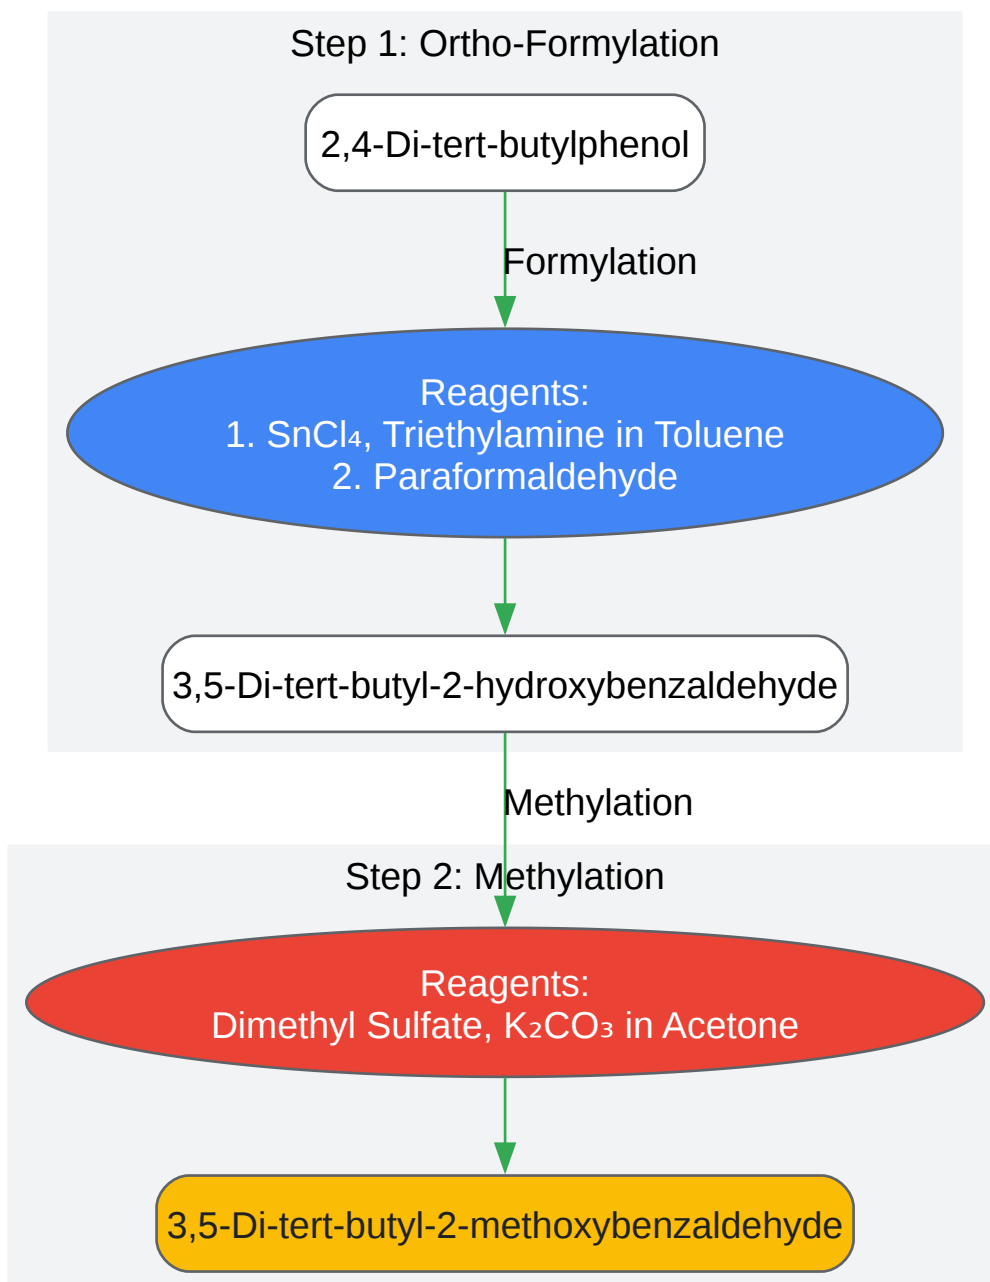 Step 1: Ortho-Formylation
2,4-Di-tert-butylphenol
Formylation
Reagents:
1. SnCl₄, Triethylamine in Toluene
2. Paraformaldehyde
3,5-Di-tert-butyl-2-hydroxybenzaldehyde
Methylation
Step 2: Methylation
Reagents:
Dimethyl Sulfate, K₂CO₃ in Acetone
3,5-Di-tert-butyl-2-methoxybenzaldehyde